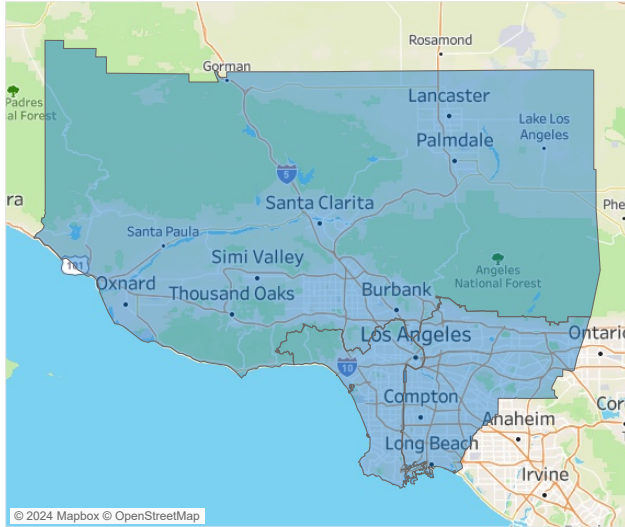 Rosamond
Gorman
Padres
al Forest
Lancaster
Lake Los
Angeles
Palmdale
5
ra
Santa Clarita
Phe
Santa Paula
Simi Valley
101
Angeles
National Forest
Oxnard
Thousand Oaks
Burbank
Los Angeles
Ontario
10
Compton
Cor
Anaheim
Long Beach
Irvine
© 2024 Mapbox © OpenStreetMap